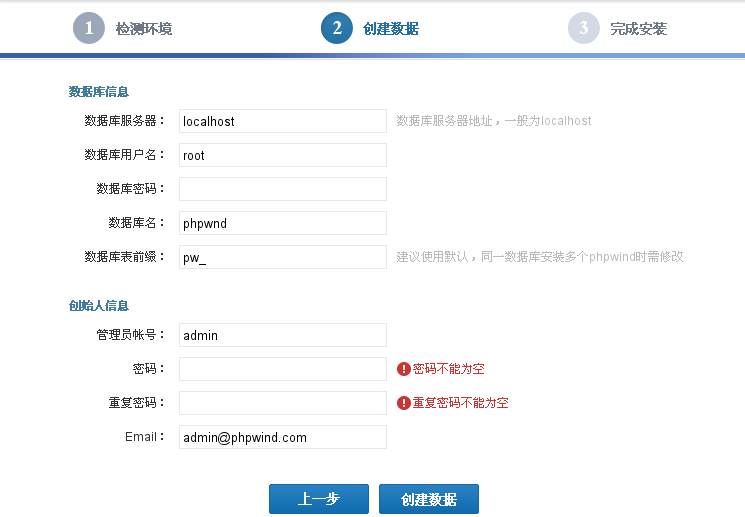 1 检测环境 2 创建数据 3 完成安装
数据库信息
数据库服务器： localhost 数据库服务器地址，一般为localhost
数据库用户名： root
数据库密码：
数据库名： phpwnd
数据库表前缀： pw_ 建议使用默认，同一数据库安装多个phpwind时需修改
创始人信息
管理员帐号： admin
密码： ! 密码不能为空
重复密码： ! 重复密码不能为空
Email： admin@phpwind.com
上一步 创建数据